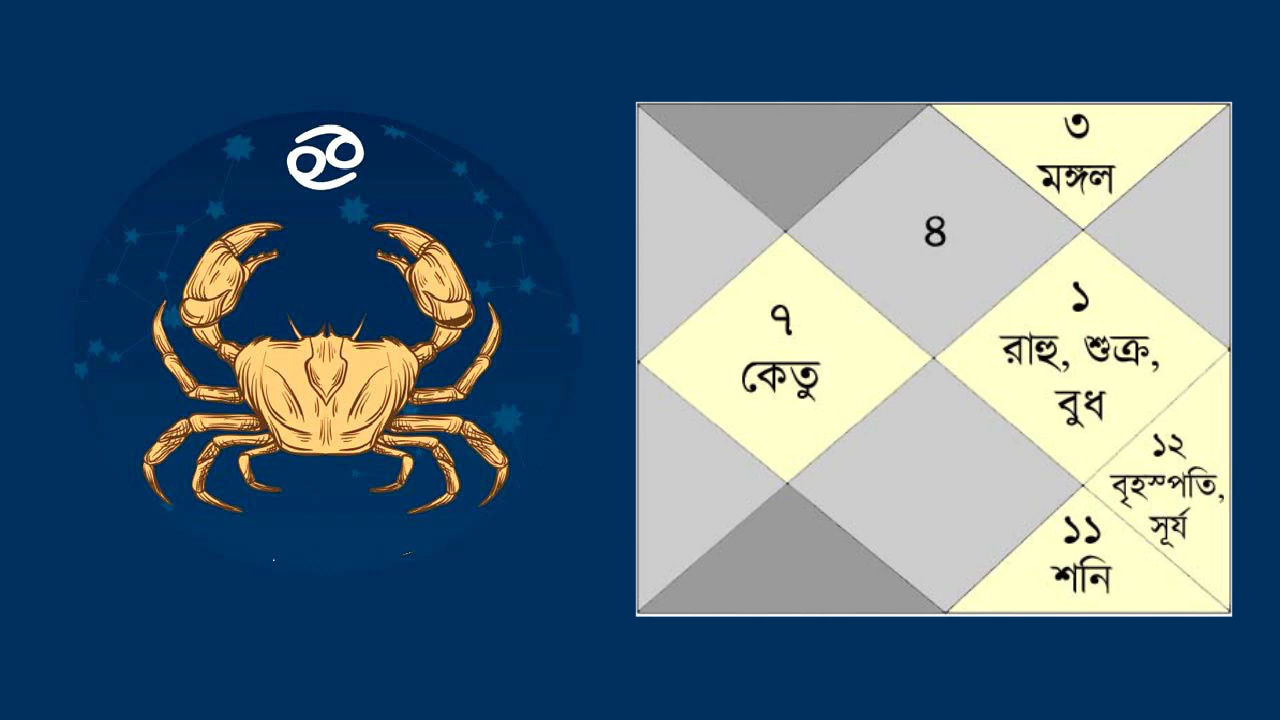 ৩
মঙ্গল
৪
১
রাহু, শুক্র,
বুধ
৭
কেতু
১২
বৃহস্পতি,
সূর্য
১১
শনি